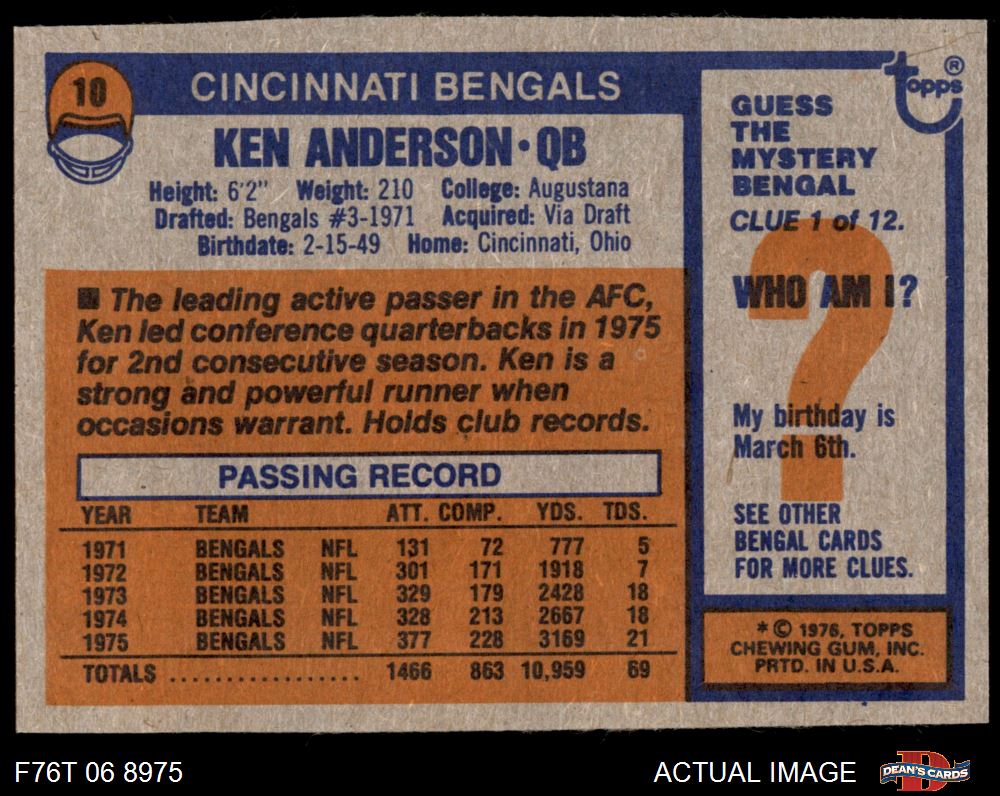 10
CINCINNATI BENGALS
KEN ANDERSON • QB
Height: 6'2" Weight: 210 College: Augustana
Drafted: Bengals #3-1971 Acquired: Via Draft
Birthdate: 2-15-49 Home: Cincinnati, Ohio
■ The leading active passer in the AFC,
Ken led conference quarterbacks in 1975
for 2nd consecutive season. Ken is a
strong and powerful runner when
occasions warrant. Holds club records.
PASSING RECORD
YEAR TEAM ATT. COMP. YDS. TDS.
1971 BENGALS NFL 131 72 777 5
1972 BENGALS NFL 301 171 1918 7
1973 BENGALS NFL 329 179 2428 18
1974 BENGALS NFL 328 213 2667 18
1975 BENGALS NFL 377 228 3169 21
TOTALS .................. 1466 863 10,959 69
topps ®
GUESS
THE
MYSTERY
BENGAL
CLUE 1 of 12.
?
WHO AM I?
My birthday is
March 6th.
SEE OTHER
BENGAL CARDS
FOR MORE CLUES.
* © 1976, TOPPS
CHEWING GUM, INC.
PRTD. IN U.S.A.
F76T 06 8975
ACTUAL IMAGE
D
DEAN'S CARDS